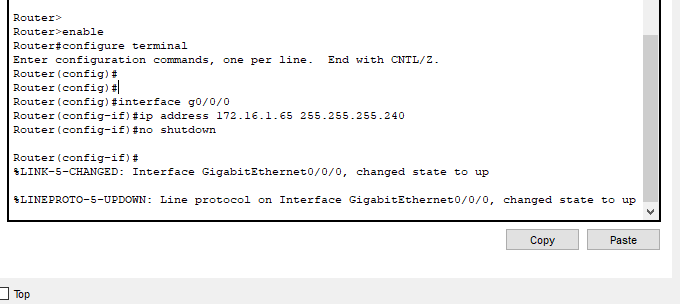 Router>
Router>enable
Router#configure terminal
Enter configuration commands, one per line.  End with CNTL/Z.
Router(config)#
Router(config)#
Router(config)#interface g0/0/0
Router(config-if)#ip address 172.16.1.65 255.255.255.240
Router(config-if)#no shutdown
Router(config-if)#
%LINK-5-CHANGED: Interface GigabitEthernet0/0/0, changed state to up
%LINEPROTO-5-UPDOWN: Line protocol on Interface GigabitEthernet0/0/0, changed state to up
Copy
Paste
Top